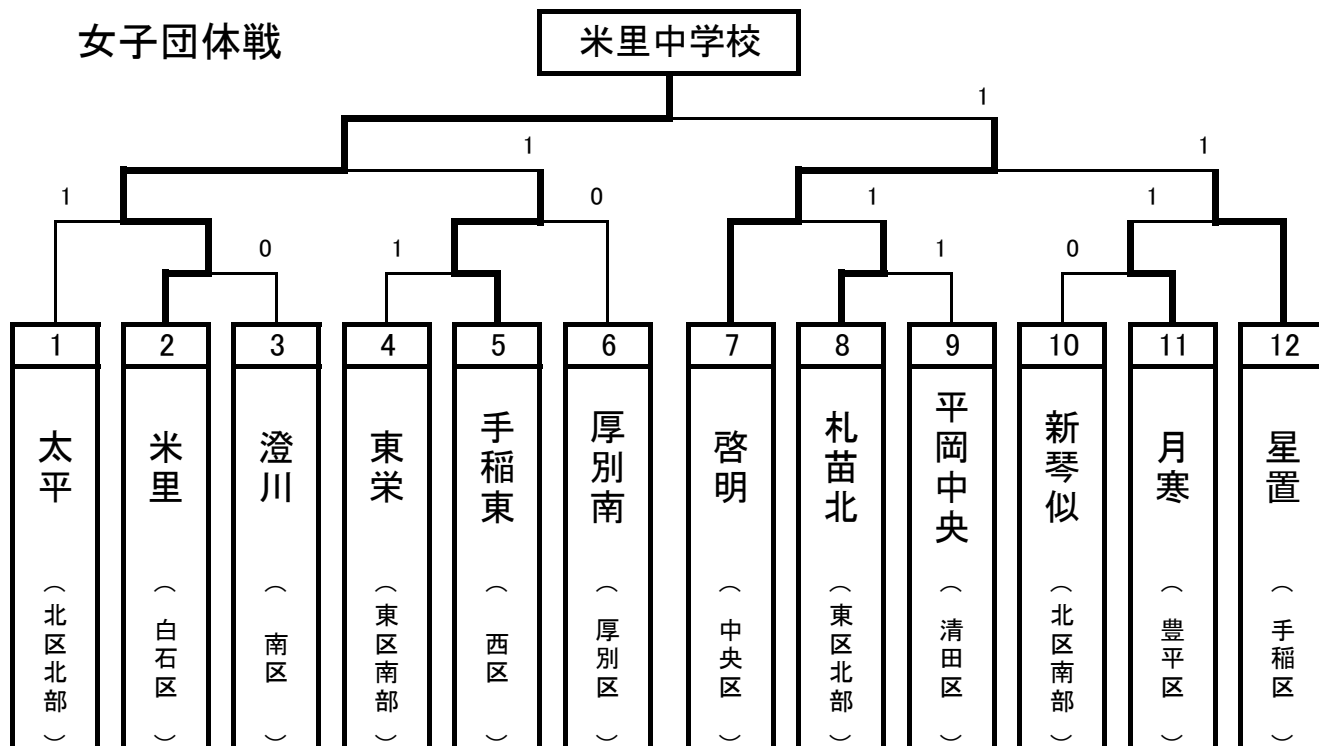 女子団体戦
米里中学校
1
1
1
1
0
1
1
0
1
1
0
1 2 3 4 5 6 7 8 9 10 11 12
太平
米里
澄川
東栄
手稲東
厚別南
啓明
札苗北
平岡中央
新琴似
月寒
星置
（北区北部）
（白石区）
（南区）
（東区南部）
（西区）
（厚別区）
（中央区）
（東区北部）
（清田区）
（北区南部）
（豊平区）
（手稲区）